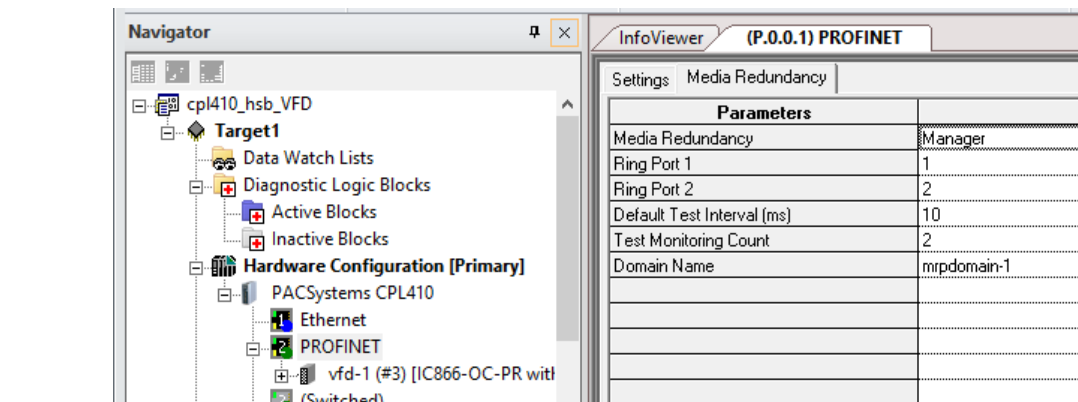 Navigator
cpl410_hsb_VFD
Target1
Data Watch Lists
Diagnostic Logic Blocks
Active Blocks
Inactive Blocks
Hardware Configuration [Primary]
PACSystems CPL410
1 Ethernet
2 PROFINET
vfd-1 (#3) [IC866-OC-PR with
(Switched)
InfoViewer (P.0.0.1) PROFINET
Settings Media Redundancy
Parameters
Media Redundancy Manager
Ring Port 1 1
Ring Port 2 2
Default Test Interval (ms) 10
Test Monitoring Count 2
Domain Name mrpdomain-1